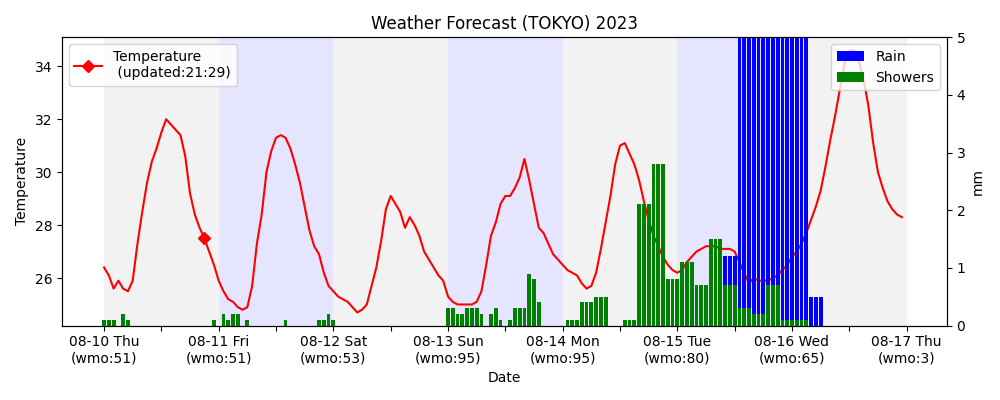 Weather Forecast (TOKYO) 2023
Temperature
(updated:21:29)
Rain
Showers
34
32
30
28
26
Temperature
5
4
3
2
1
0
mm
08-10 Thu
(wmo:51)
08-11 Fri
(wmo:51)
08-12 Sat
(wmo:53)
08-13 Sun
(wmo:95)
08-14 Mon
(wmo:95)
08-15 Tue
(wmo:80)
08-16 Wed
(wmo:65)
08-17 Thu
(wmo:3)
Date